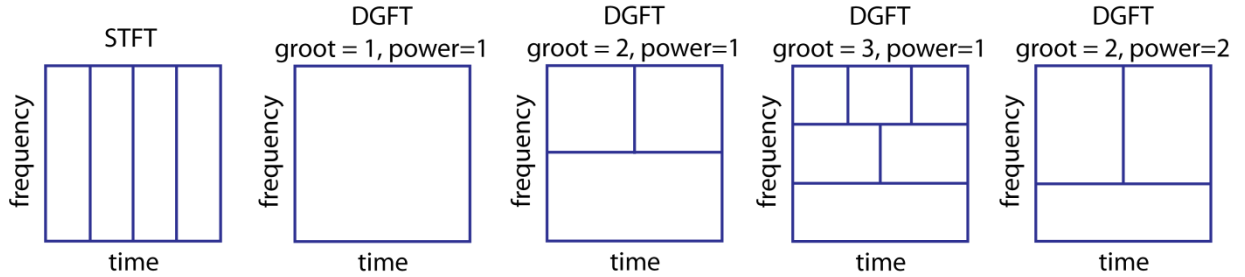 STFT
frequency
time
DGFT
groot = 1, power=1
frequency
time
DGFT
groot = 2, power=1
frequency
time
DGFT
groot = 3, power=1
frequency
time
DGFT
groot = 2, power=2
frequency
time